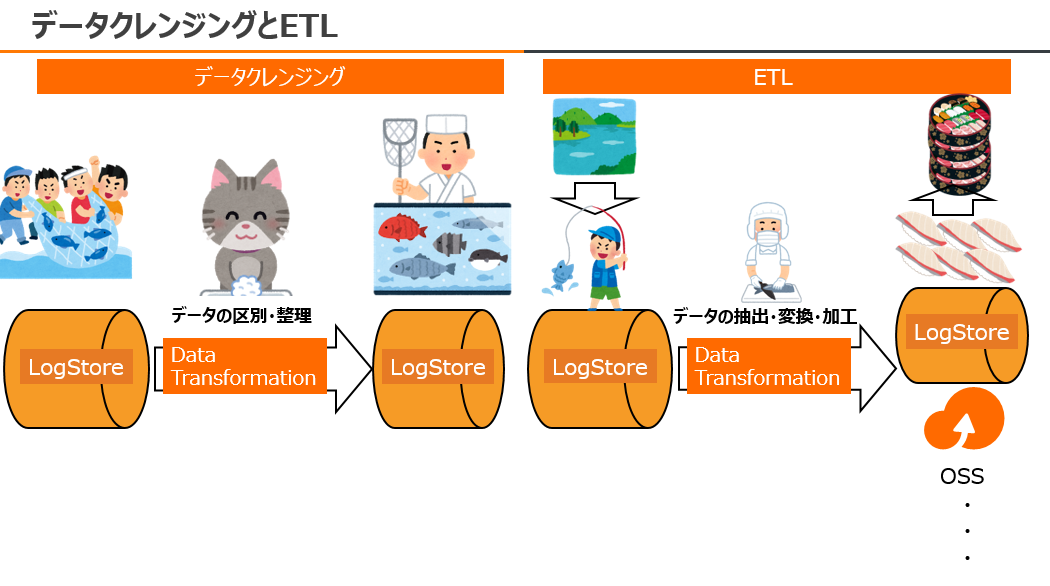 データクレンジングとETL
データクレンジング
データの区別・整理
LogStore
Data
Transformation
LogStore
ETL
データの抽出・変換・加工
LogStore
Data
Transformation
LogStore
OSS
・
・
・